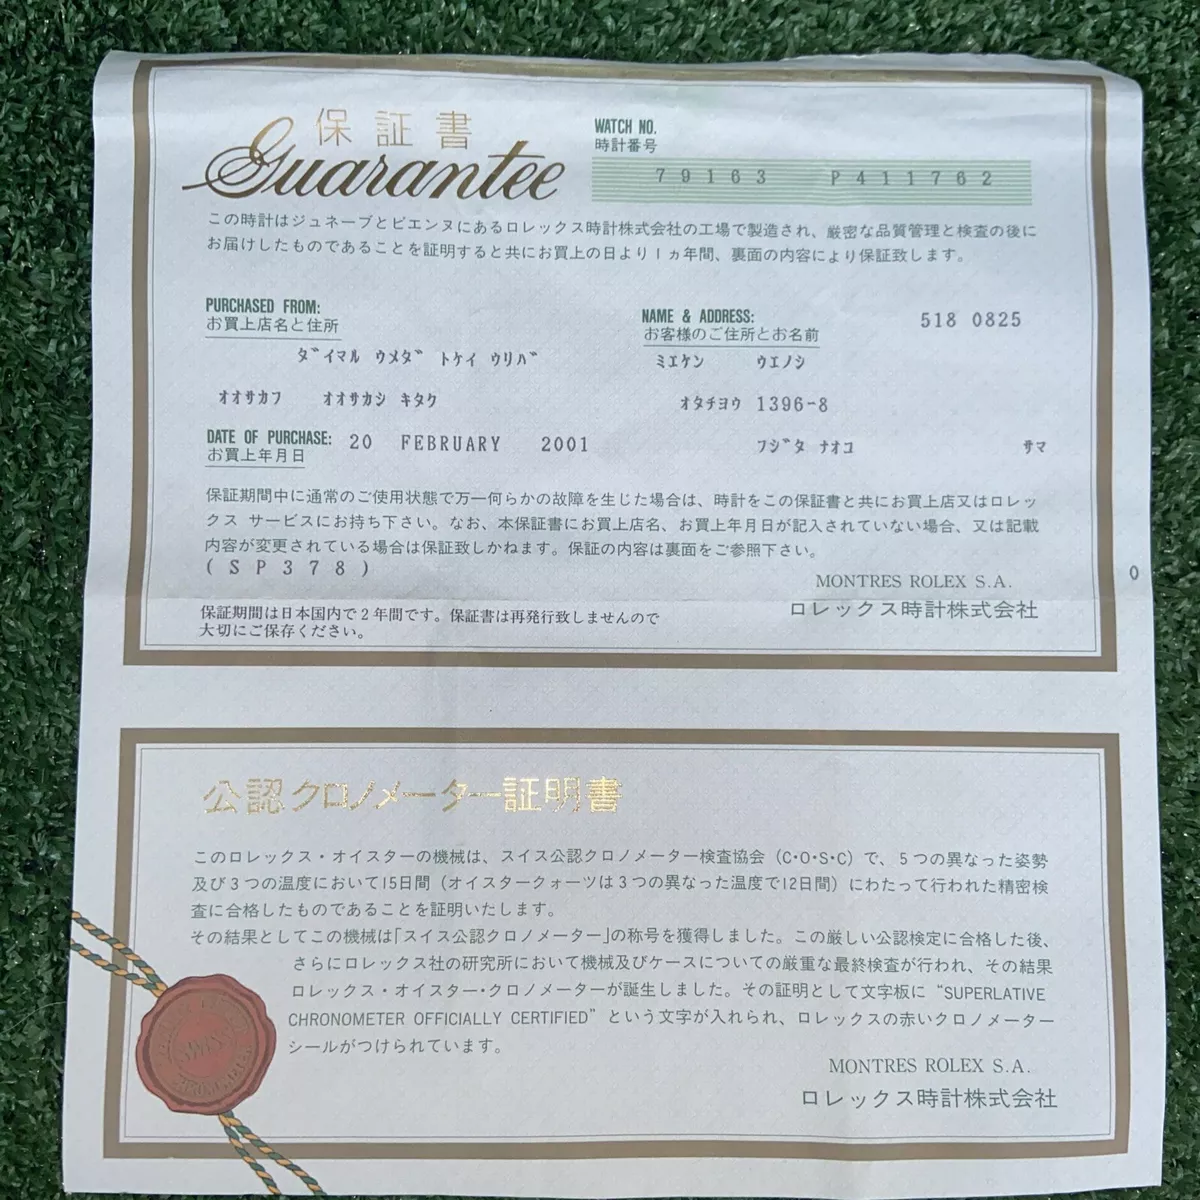 保証書
Guarantee
WATCH NO.
時計番号
79163 P411762
この時計はジュネーブとビエンヌにあるロレックス時計株式会社の工場で製造され、厳密な品質管理と検査の後に
お届けしたものであることを証明すると共にお買上の日より1ヵ年間、裏面の内容により保証致します。
PURCHASED FROM:
お買上店名と住所
ダイマル ウメダ トケイ ウリバ
オオサカフ オオサカシ キタク
NAME & ADDRESS:
お客様のご住所とお名前
518 0825
ミエケン ウエノシ
オタチヨウ 1396-8
DATE OF PURCHASE: 20 FEBRUARY 2001
お買上年月日
フジタ ナオコ サマ
保証期間中に通常のご使用状態で万一何らかの故障を生じた場合は、時計をこの保証書と共にお買上店又はロレッ
クス サービスにお持ち下さい。なお、本保証書にお買上店名、お買上年月日が記入されていない場合、又は記載
内容が変更されている場合は保証致しかねます。保証の内容は裏面をご参照下さい。
(SP378)
MONTRES ROLEX S.A.
ロレックス時計株式会社
0
保証期間は日本国内で2年間です。保証書は再発行致しませんので
大切にご保存ください。
公認クロノメーター証明書
このロレックス・オイスターの機械は、スイス公認クロノメーター検査協会（C・O・S・C）で、5つの異なった姿勢
及び3つの温度において15日間（オイスタークォーツは3つの異なった温度で12日間）にわたって行われた精密検
査に合格したものであることを証明いたします。
その結果としてこの機械は「スイス公認クロノメーター」の称号を獲得しました。この厳しい公認検定に合格した後、
さらにロレックス社の研究所において機械及びケースについての厳重な最終検査が行われ、その結果
ロレックス・オイスター・クロノメーターが誕生しました。その証明として文字板に "SUPERLATIVE
CHRONOMETER OFFICIALLY CERTIFIED" という文字が入れられ、ロレックスの赤いクロノメーター
シールがつけられています。
MONTRES ROLEX S.A.
ロレックス時計株式会社